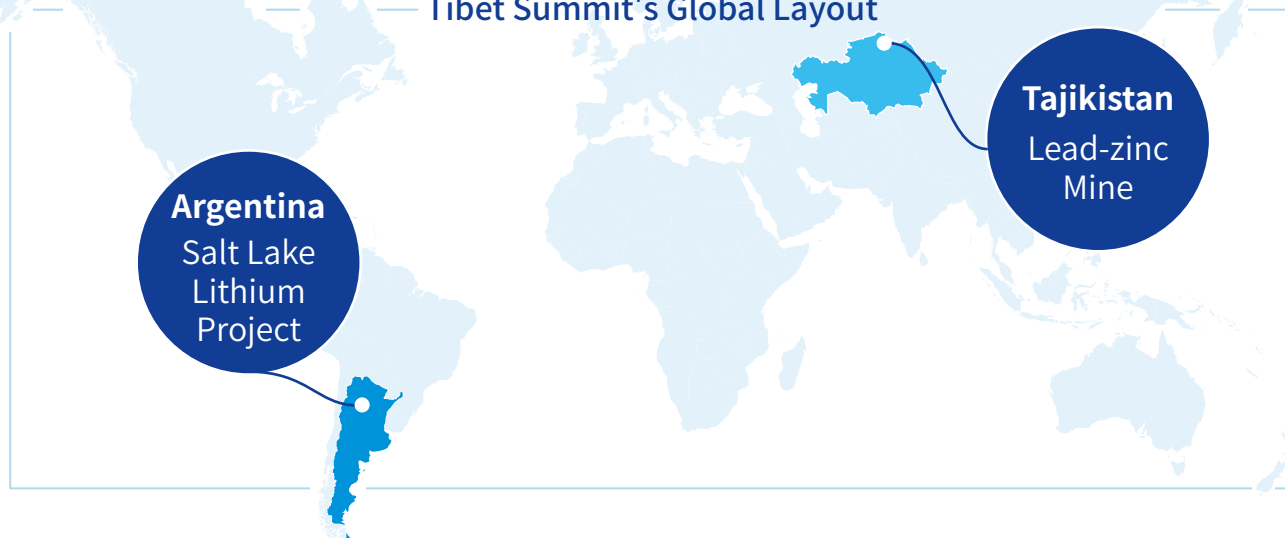 Tibet Summit's Global Layout
Tajikistan
Lead-zinc
Mine
Argentina
Salt Lake
Lithium
Project